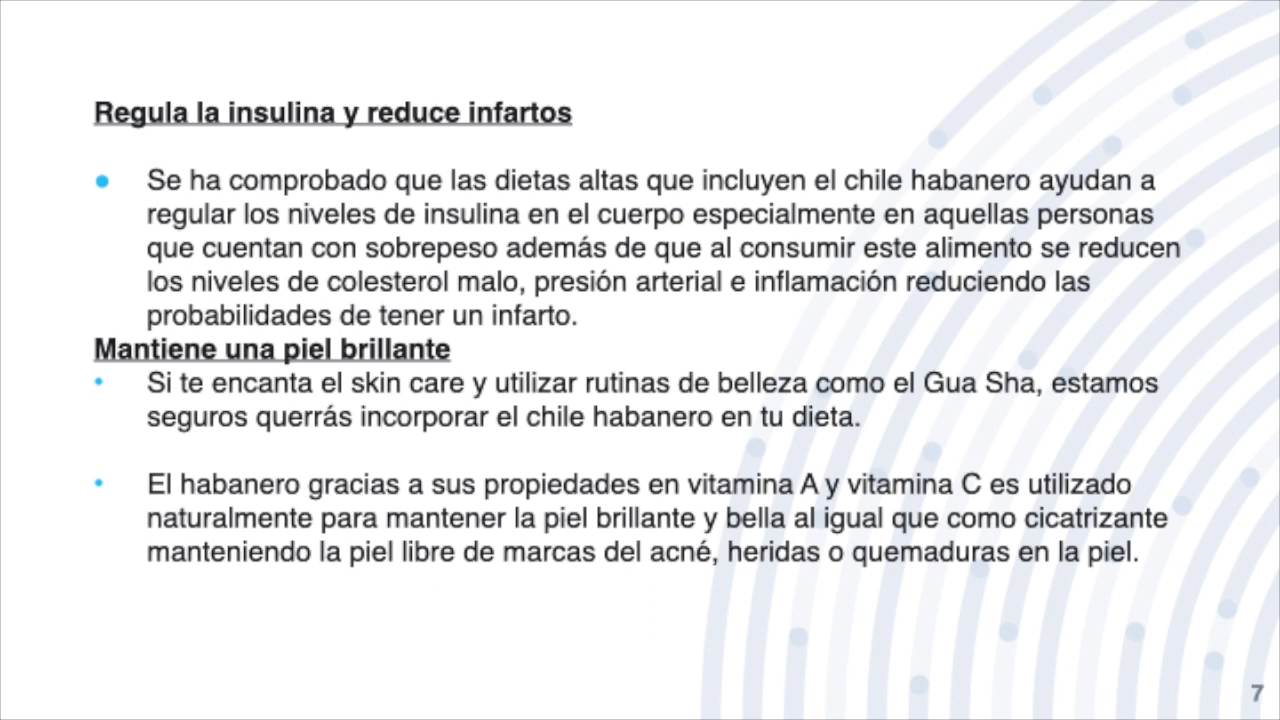 Regula la insulina y reduce infartos
● Se ha comprobado que las dietas altas que incluyen el chile habanero ayudan a
regular los niveles de insulina en el cuerpo especialmente en aquellas personas
que cuentan con sobrepeso además de que al consumir este alimento se reducen
los niveles de colesterol malo, presión arterial e inflamación reduciendo las
probabilidades de tener un infarto.
Mantiene una piel brillante
• Si te encanta el skin care y utilizar rutinas de belleza como el Gua Sha, estamos
seguros querrás incorporar el chile habanero en tu dieta.
• El habanero gracias a sus propiedades en vitamina A y vitamina C es utilizado
naturalmente para mantener la piel brillante y bella al igual que como cicatrizante
manteniendo la piel libre de marcas del acné, heridas o quemaduras en la piel.
7